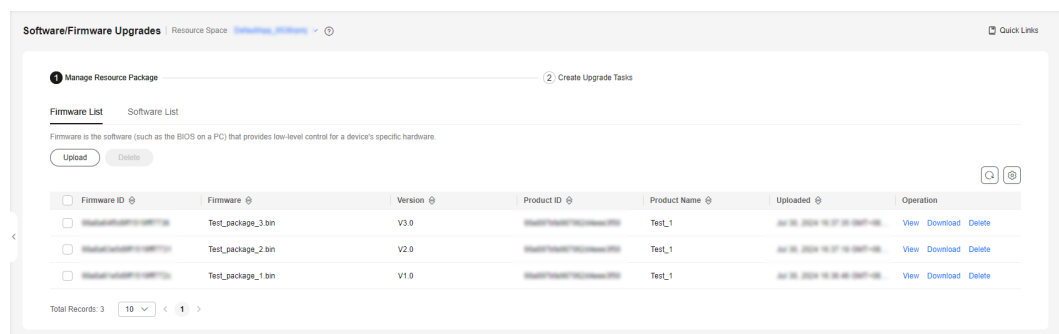 Software/Firmware Upgrades Resource Space Quick Links
1 Manage Resource Package 2 Create Upgrade Tasks
Firmware List Software List
Firmware is the software (such as the BIOS on a PC) that provides low-level control for a device's specific hardware.
Upload Delete
Firmware ID Firmware Version Product ID Product Name Uploaded Operation
Test_package_3.bin V3.0 Test_1 View Download Delete
Test_package_2.bin V2.0 Test_1 View Download Delete
Test_package_1.bin V1.0 Test_1 View Download Delete
Total Records: 3 10 < 1 >